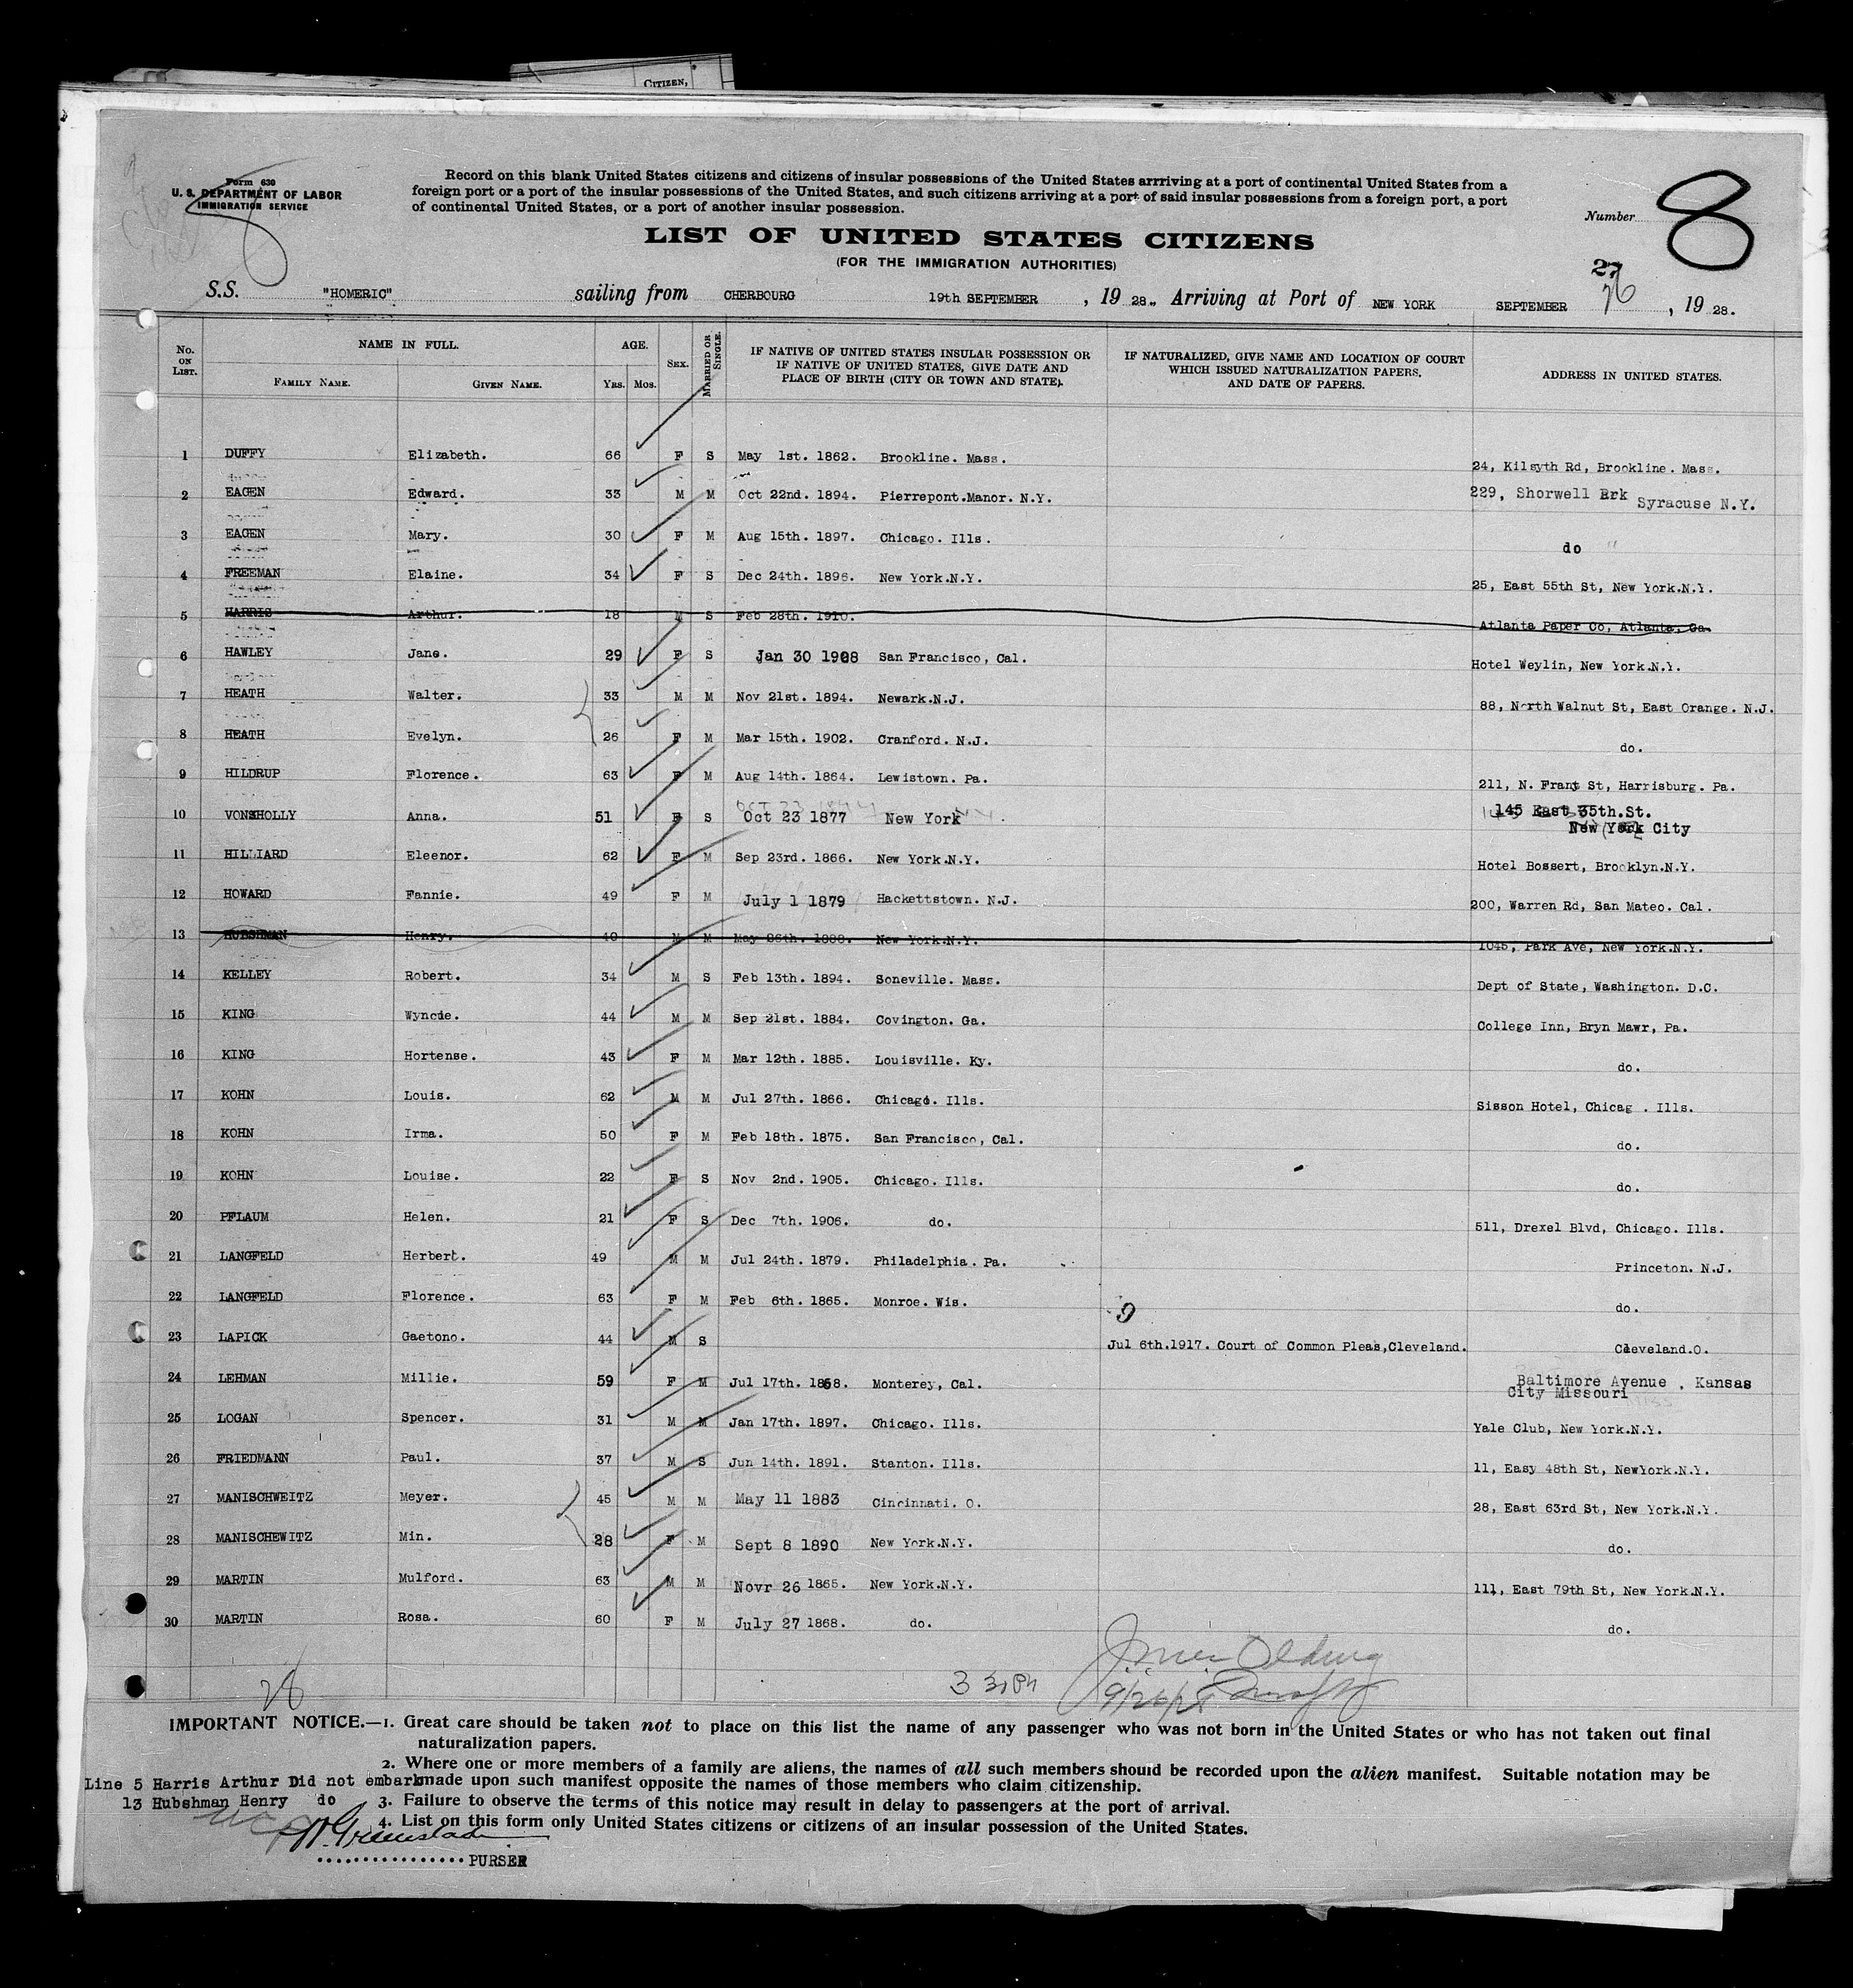 CITIZEN,
Form 630
U. S. DEPARTMENT OF LABOR
IMMIGRATION SERVICE
Record on this blank United States citizens and citizens of insular possessions of the United States arrriving at a port of continental United States from a
foreign port or a port of the insular possessions of the United States, and such citizens arriving at a port of said insular possessions from a foreign port, a port
of continental United States, or a port of another insular possession.
Number 8
LIST OF UNITED STATES CITIZENS
(FOR THE IMMIGRATION AUTHORITIES)
27
S.S. "HOMERIC" sailing from CHERBOURG 19th SEPTEMBER, 19 28. Arriving at Port of NEW YORK SEPTEMBER 26, 19 28.
No. ON LIST. NAME IN FULL. FAMILY NAME. GIVEN NAME. AGE. Yrs. Mos. SEX. MARRIED OR SINGLE. IF NATIVE OF UNITED STATES INSULAR POSSESSION OR IF NATIVE OF UNITED STATES, GIVE DATE AND PLACE OF BIRTH (CITY OR TOWN AND STATE). IF NATURALIZED, GIVE NAME AND LOCATION OF COURT WHICH ISSUED NATURALIZATION PAPERS, AND DATE OF PAPERS. ADDRESS IN UNITED STATES.
1 DUFFY Elizabeth. 66 F S May 1st. 1862. Brookline. Mass. 24, Kilsyth Rd, Brookline. Mass.
2 EAGEN Edward. 33 M M Oct 22nd. 1894. Pierrepont.Manor. N.Y. 229, Shorwell Syracuse N.Y.
3 EAGEN Mary. 30 F M Aug 15th. 1897. Chicago. Ills. do "
4 FREEMAN Elaine. 34 F S Dec 24th. 1896. New York.N.Y. 25, East 55th St, New York.N.Y.
5 HARRIS Arthur. 18 M S Feb 28th. 1910. Atlanta Paper Co, Atlanta, Ga.
6 HAWLEY Jane. 29 F S Jan 30 San Francisco, Cal. Hotel Weylin, New York.N.Y.
7 HEATH Walter. 33 M M Nov 21st. 1894. Newark.N.J. 88, North Walnut St, East Orange. N.J.
8 HEATH Evelyn. 26 F M Mar 15th. 1902. Cranford. N.J. do.
9 HILDRUP Florence. 63 F M Aug 14th. 1864. Lewistown. Pa. 211, N. Frant St, Harrisburg. Pa.
10 VONSHOLLY Anna. 51 F S Oct 23 1877 New York 145 East 35th.St. New York City
11 HILLIARD Eleenor. 62 F M Sep 23rd. 1866. New York.N.Y. Hotel Bossert, Brooklyn.N.Y.
12 HOWARD Fannie. 49 F M July 1 1879 Hackettstown. N.J. 200, Warren Rd, San Mateo. Cal.
13 HUBSHMAN Henry. 40 M M May 26th. 1888. New York.N.Y. 1045, Park Ave, New York.N.Y.
14 KELLEY Robert. 34 M S Feb 13th. 1894. Soneville. Mass. Dept of State, Washington. D.C.
15 KING Wyncie. 44 M M Sep 21st. 1884. Covington. Ga. College Inn, Bryn Mawr, Pa.
16 KING Hortense. 43 F M Mar 12th. 1885. Louisville. Ky. do.
17 KOHN Louis. 62 M M Jul 27th. 1866. Chicago. Ills. Sisson Hotel, Chicag . Ills.
18 KOHN Irma. 50 F M Feb 18th. 1875. San Francisco, Cal. do.
19 KOHN Louise. 22 F S Nov 2nd. 1905. Chicago. Ills. do.
20 PFLAUM Helen. 21 F S Dec 7th. 1906. do. 511, Drexel Blvd, Chicago. Ills.
21 LANGFELD Herbert. 49 M M Jul 24th. 1879. Philadelphia. Pa. Princeton. N.J.
22 LANGFELD Florence. 63 F M Feb 6th. 1865. Monroe. Wis. do.
23 LAPICK Gaetono. 44 M S Jul 6th.1917. Court of Common Pleas,Cleveland. Cleveland.O.
24 LEHMAN Millie. 59 F M Jul 17th. 1868. Monterey, Cal. Baltimore Avenue , Kansas City Missouri
25 LOGAN Spencer. 31 M M Jan 17th. 1897. Chicago. Ills. Yale Club, New York.N.Y.
26 FRIEDMANN Paul. 37 M S Jun 14th. 1891. Stanton. Ills. 11, Easy 48th St, NewYork.N.Y.
27 MANISCHWEITZ Meyer. 45 M M May 11 1883 Cincinnati. O. 28, East 63rd St, New York.N.Y.
28 MANISCHEWITZ Min. 28 F M Sept 8 1890 New York.N.Y. do.
29 MARTIN Mulford. 63 M M Novr 26 1865. New York.N.Y. 111, East 79th St, New York.N.Y.
30 MARTIN Rosa. 60 F M July 27 1868. do. do.
28
IMPORTANT NOTICE.—1. Great care should be taken not to place on this list the name of any passenger who was not born in the United States or who has not taken out final
naturalization papers.
2. Where one or more members of a family are aliens, the names of all such members should be recorded upon the alien manifest. Suitable notation may be
made upon such manifest opposite the names of those members who claim citizenship.
3. Failure to observe the terms of this notice may result in delay to passengers at the port of arrival.
4. List on this form only United States citizens or citizens of an insular possession of the United States.
Line 5 Harris Arthur Did not embark
13 Hubshman Henry do
PURSER